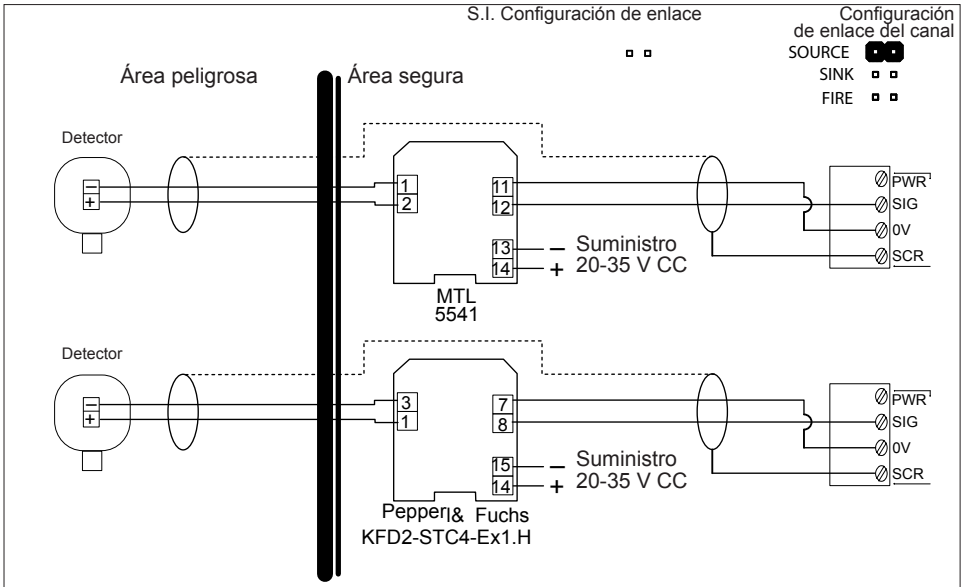 S.I. Configuración de enlace
Configuración
de enlace del canal
SOURCE
SINK
FIRE
Área peligrosa
Área segura
Detector
−
+
1
2
11
12
13
14
− Suministro
+ 20-35 V CC
MTL
5541
PWR
SIG
0V
SCR
Detector
−
+
3
1
7
8
15
14
− Suministro
+ 20-35 V CC
Pepperl& Fuchs
KFD2-STC4-Ex1.H
PWR
SIG
0V
SCR